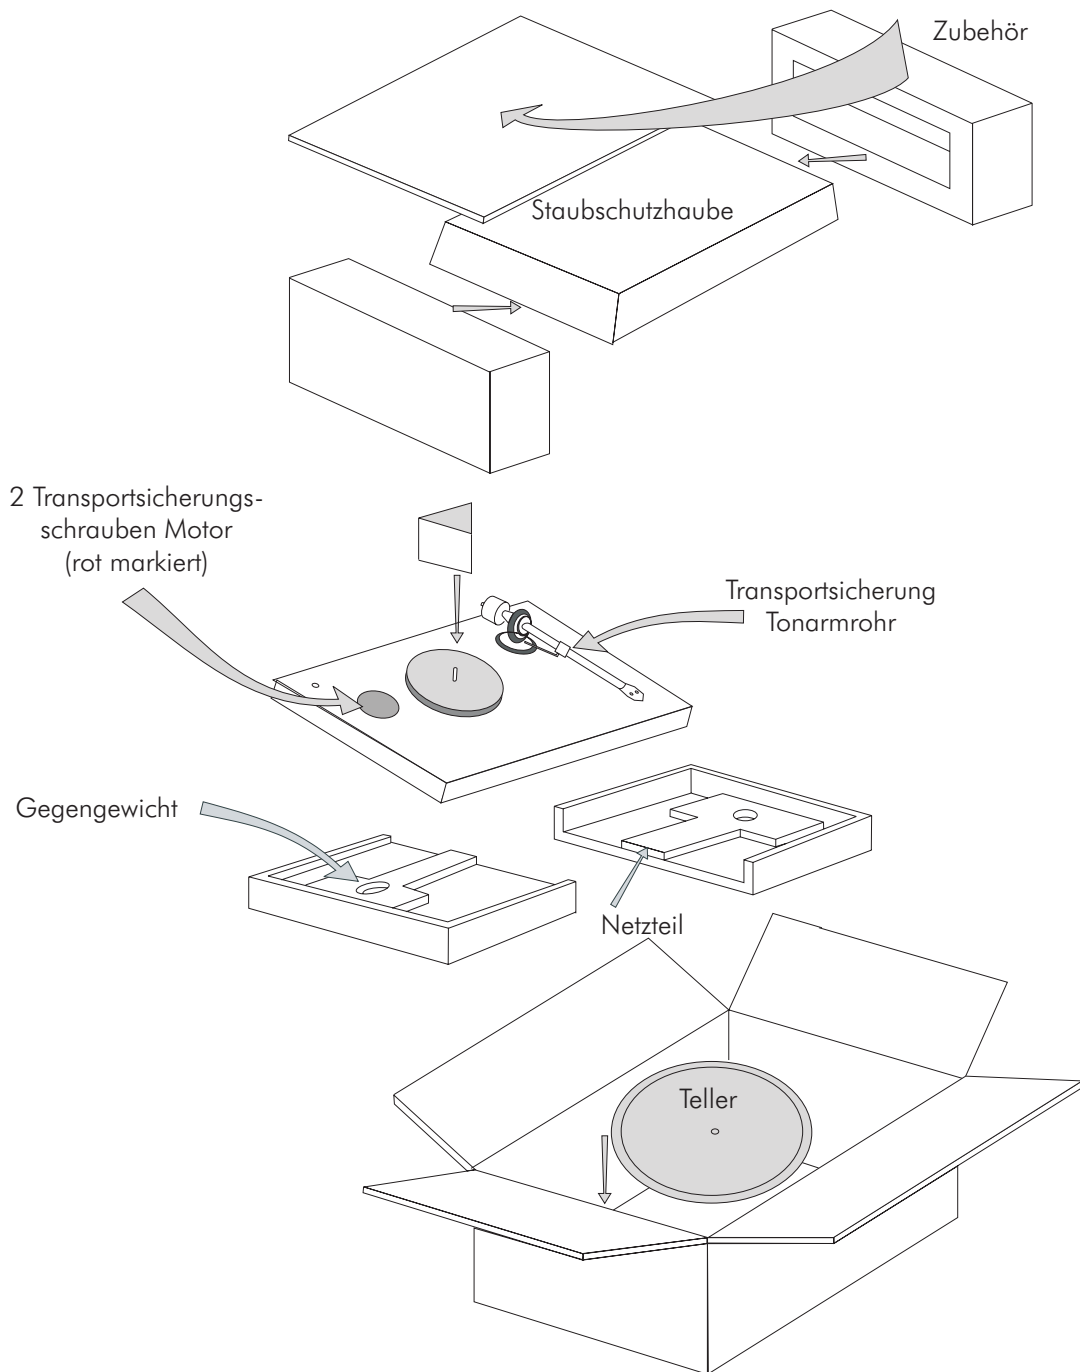 Zubehör
Staubschutzhaube
2 Transportsicherungs-
schrauben Motor
(rot markiert)
Transportsicherung
Tonarmrohr
Gegengewicht
Netzteil
Teller